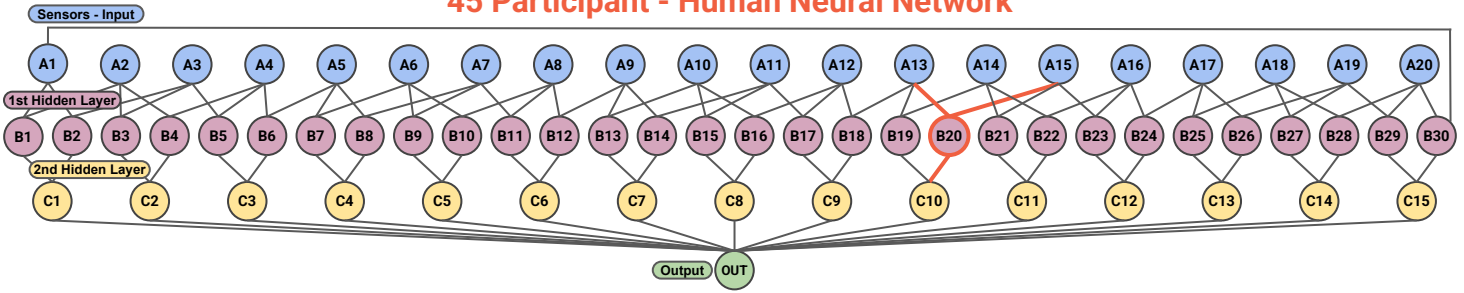 45 Participant - Human Neural Network
Sensors - Input
A1 A2 A3 A4 A5 A6 A7 A8 A9 A10 A11 A12 A13 A14 A15 A16 A17 A18 A19 A20
1st Hidden Layer
B1 B2 B3 B4 B5 B6 B7 B8 B9 B10 B11 B12 B13 B14 B15 B16 B17 B18 B19 B20 B21 B22 B23 B24 B25 B26 B27 B28 B29 B30
2nd Hidden Layer
C1 C2 C3 C4 C5 C6 C7 C8 C9 C10 C11 C12 C13 C14 C15
Output OUT